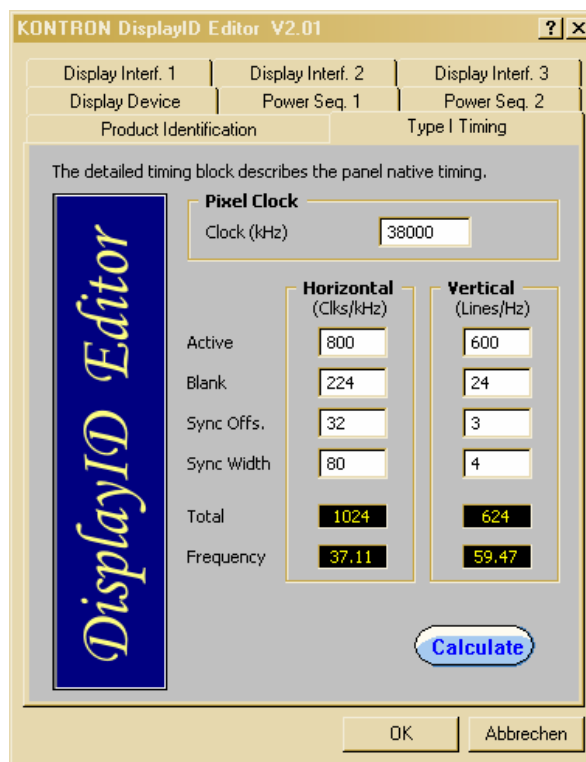 KONTRON DisplayID Editor V2.01
? ×
Display Interf. 1 Display Interf. 2 Display Interf. 3
Display Device Power Seq. 1 Power Seq. 2
Product Identification Type I Timing
The detailed timing block describes the panel native timing.
DisplayID Editor
Pixel Clock
Clock (kHz) 38000
Horizontal Vertical
(Clks/kHz) (Lines/Hz)
Active 800 600
Blank 224 24
Sync Offs. 32 3
Sync Width 80 4
Total 1024 624
Frequency 37.11 59.47
Calculate
OK Abbrechen